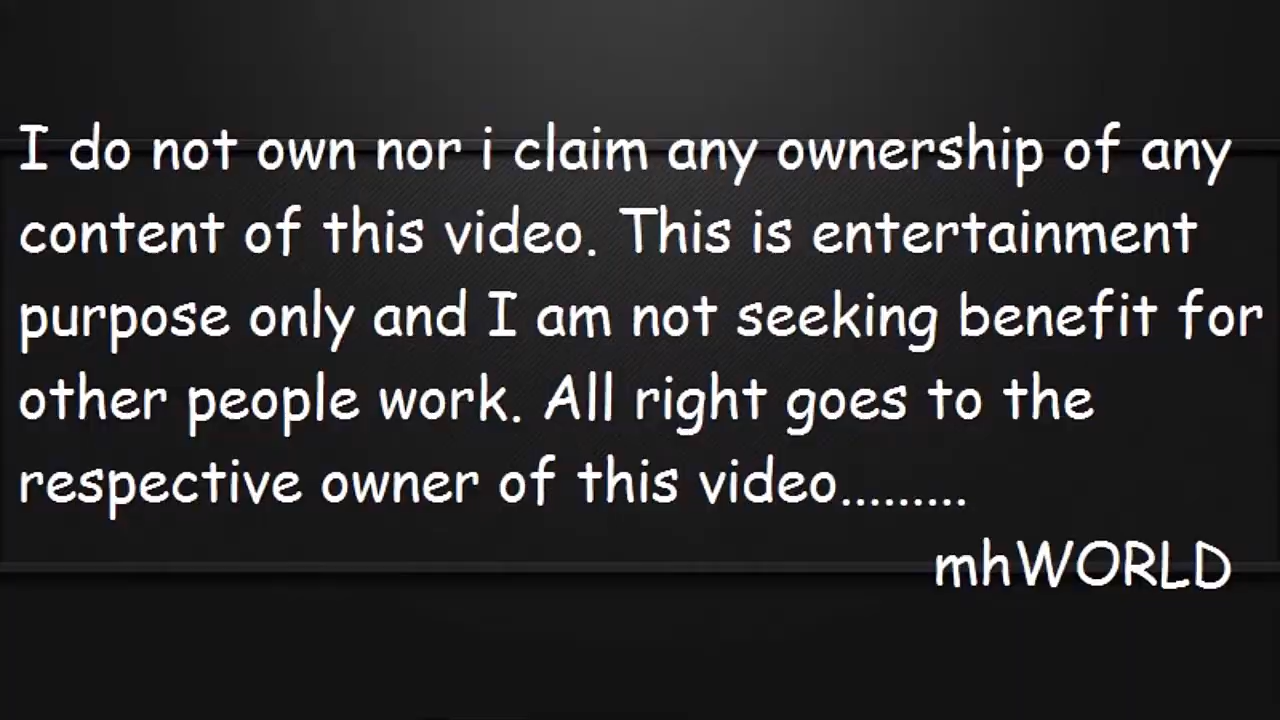 I do not own nor i claim any ownership of any
content of this video. This is entertainment
purpose only and I am not seeking benefit for
other people work. All right goes to the
respective owner of this video.........
mhWORLD